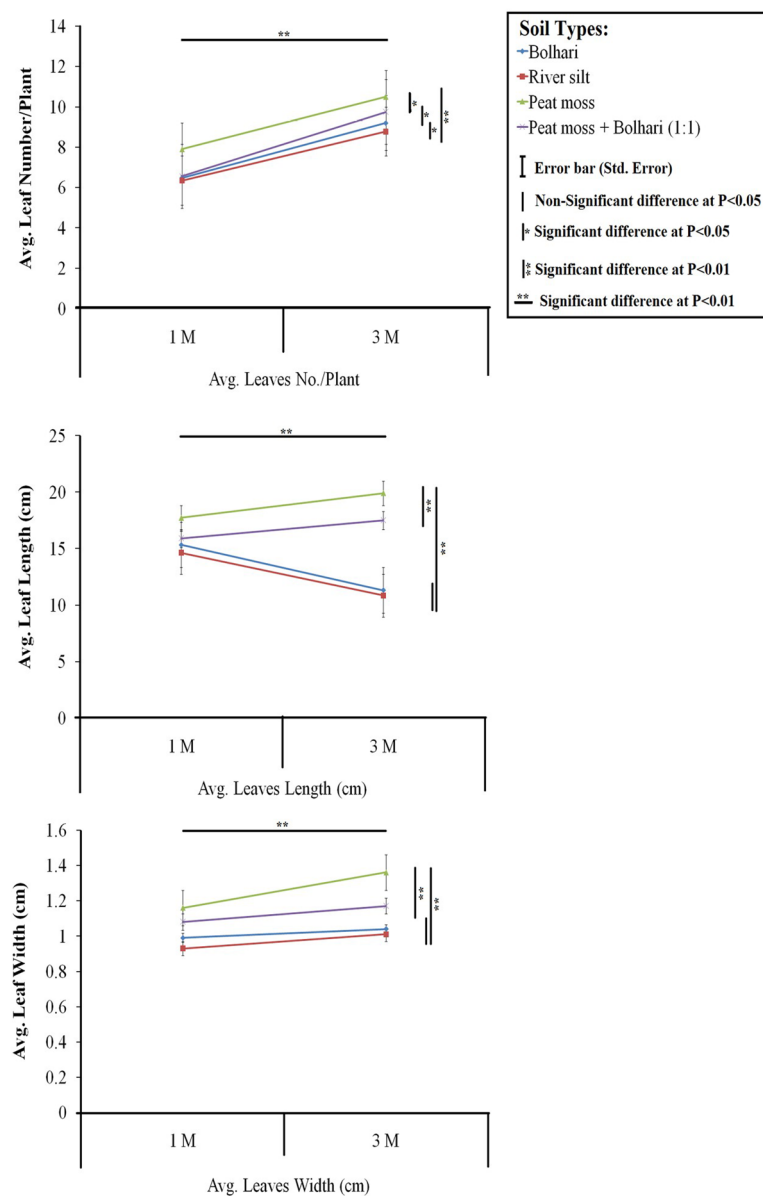 14
12
10
8
6
4
2
0
Avg. Leaf Number/Plant
**
*
*
*
**
1 M
3 M
Avg. Leaves No./Plant
Soil Types:
Bolhari
River silt
Peat moss
Peat moss + Bolhari (1:1)
Error bar (Std. Error)
Non-Significant difference at P<0.05
* Significant difference at P<0.05
** Significant difference at P<0.01
** Significant difference at P<0.01
25
20
15
10
5
0
Avg. Leaf Length (cm)
**
**
**
1 M
3 M
Avg. Leaves Length (cm)
1.6
1.4
1.2
1
0.8
0.6
0.4
0.2
0
Avg. Leaf Width (cm)
**
**
**
1 M
3 M
Avg. Leaves Width (cm)